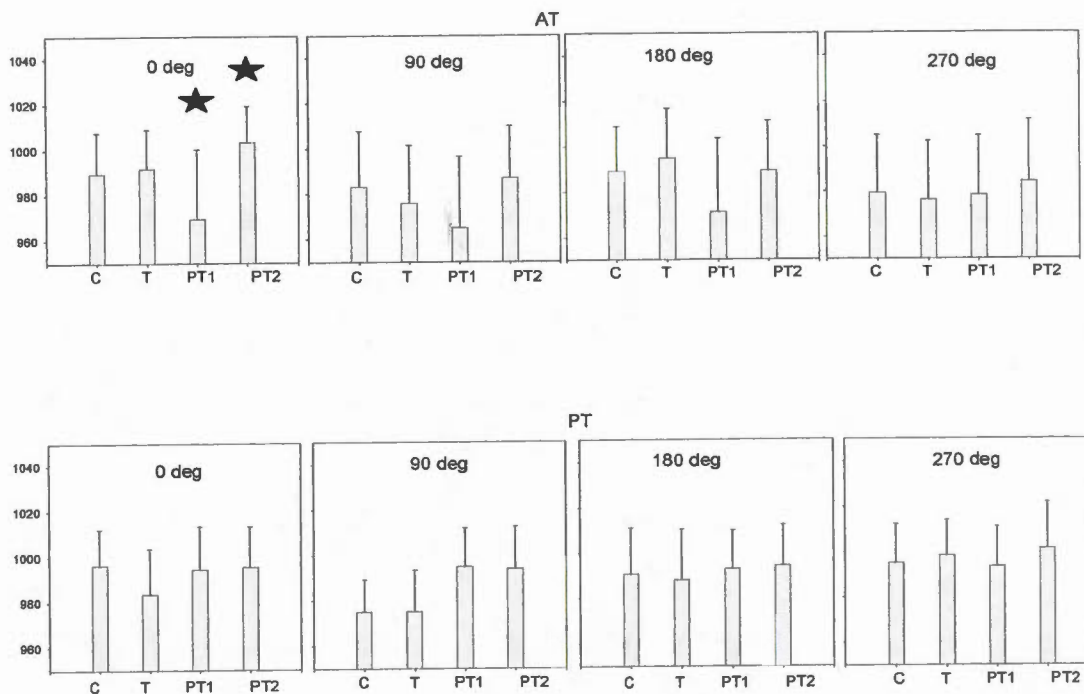 AT
0 deg
90 deg
180 deg
270 deg
1040
1020
1000
980
960
C T PT1 PT2
C T PT1 PT2
C T PT1 PT2
C T PT1 PT2
PT
0 deg
90 deg
180 deg
270 deg
1040
1020
1000
980
960
C T PT1 PT2
C T PT1 PT2
C T PT1 PT2
C T PT1 PT2